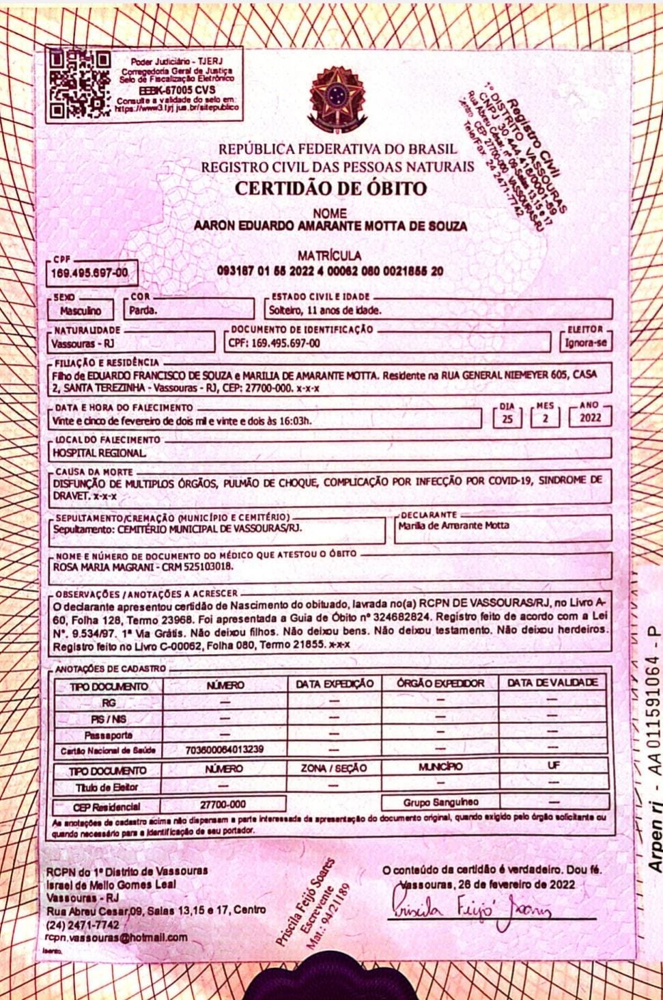 Poder Judiciário - TJERJ
Corregedoria Geral de Justiça
Selo de Fiscalização Eletrônico
EEBK-67005 CVS
Consulte a validade do selo em:
https://www3.tjrj.jus.br/sitepublico
Registro Civil
1º DISTRITO VASSOURAS
CNPJ 30.444.418/0001-59
Rua Abreu César, nº 09-Salas 13,15 e 17
Centro CEP 27700-000 VASSOURAS-RJ
Tele/Fax. 24 2471-7742
REPÚBLICA FEDERATIVA DO BRASIL
REGISTRO CIVIL DAS PESSOAS NATURAIS
CERTIDÃO DE ÓBITO
NOME
AARON EDUARDO AMARANTE MOTTA DE SOUZA
MATRÍCULA
093187 01 55 2022 4 00062 080 0021855 20
CPF
169.495.697-00
SEXO
Masculino
COR
Parda.
ESTADO CIVIL E IDADE
Solteiro, 11 anos de idade.
NATURALIDADE
Vassouras - RJ
DOCUMENTO DE IDENTIFICAÇÃO
CPF: 169.495.697-00
ELEITOR
Ignora-se
FILIAÇÃO E RESIDÊNCIA
Filho de EDUARDO FRANCISCO DE SOUZA e MARILIA DE AMARANTE MOTTA. Residente na RUA GENERAL NIEMEYER 605, CASA
2, SANTA TEREZINHA - Vassouras - RJ, CEP: 27700-000. x-x-x
DATA E HORA DO FALECIMENTO
Vinte e cinco de fevereiro de dois mil e vinte e dois às 16:03h.
DIA
25
MES
2
ANO
2022
LOCAL DO FALECIMENTO
HOSPITAL REGIONAL.
CAUSA DA MORTE
DISFUNÇÃO DE MULTIPLOS ÓRGÃOS, PULMÃO DE CHOQUE, COMPLICAÇÃO POR INFECÇÃO POR COVID-19, SINDROME DE
DRAVET. x-x-x
SEPULTAMENTO/CREMAÇÃO (MUNICÍPIO E CEMITÉRIO)
Sepultamento: CEMITÉRIO MUNICIPAL DE VASSOURAS/RJ.
DECLARANTE
Marilia de Amarante Motta
NOME E NÚMERO DE DOCUMENTO DO MÉDICO QUE ATESTOU O ÓBITO
ROSA MARIA MAGRANI - CRM 525103018.
OBSERVAÇÕES / ANOTAÇÕES A ACRESCER
O declarante apresentou certidão de Nascimento do obituado, lavrada no(a) RCPN DE VASSOURAS/RJ, no Livro A-
60, Folha 128, Termo 23968. Foi apresentada a Guia de Óbito nº 324682824. Registro feito de acordo com a Lei
Nº. 9.534/97. 1ª Via Grátis. Não deixou filhos. Não deixou bens. Não deixou testamento. Não deixou herdeiros.
Registro feito no Livro C-00062, Folha 080, Termo 21855. x-x-x
ANOTAÇÕES DE CADASTRO
TIPO DOCUMENTO NÚMERO DATA EXPEDIÇÃO ÓRGÃO EXPEDIDOR DATA DE VALIDADE
RG — — — —
PIS / NIS — — — —
Passaporte — — — —
Cartão Nacional de Saúde 703600064013239 — — —
TIPO DOCUMENTO NÚMERO ZONA / SEÇÃO MUNICÍPIO UF
Título de Eleitor — — — —
CEP Residencial 27700-000 Grupo Sanguíneo —
As anotações de cadastro acima não dispensam a parte interessada da apresentação do documento original, quando exigido pelo órgão solicitante ou
quando necessário para a identificação de seu portador.
RCPN do 1º Distrito de Vassouras
Israel de Mello Gomes Leal
Vassouras - RJ
Rua Abreu Cesar,09, Salas 13,15 e 17, Centro
(24) 2471-7742
rcpn.vassouras@hotmail.com
Isento.
Priscila Feijó Soares
Escrevente
Mat.: 94/21189
O conteúdo da certidão é verdadeiro. Dou fé.
Vassouras, 26 de fevereiro de 2022
Priscila Feijó Soares
Arpen rj - AA 011591064 - P